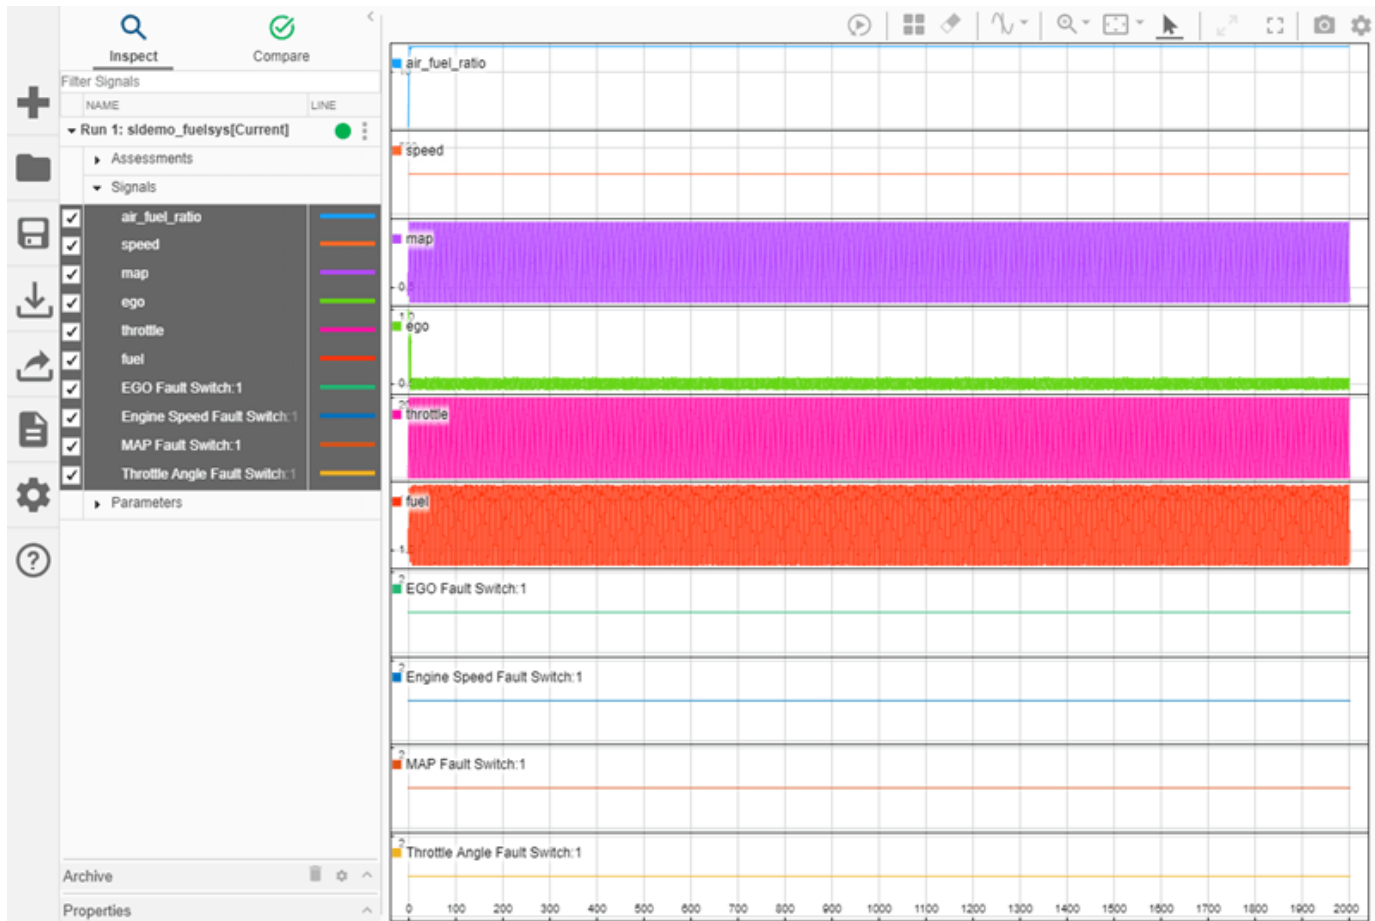 Inspect
Compare
Filter Signals
NAME
LINE
Run 1: sldemo_fuelsys[Current]
Assessments
Signals
air_fuel_ratio
speed
map
ego
throttle
fuel
EGO Fault Switch:1
Engine Speed Fault Switch:1
MAP Fault Switch:1
Throttle Angle Fault Switch:1
Parameters
Archive
Properties
air_fuel_ratio
speed
map
ego
throttle
fuel
EGO Fault Switch:1
2
Engine Speed Fault Switch:1
2
MAP Fault Switch:1
2
Throttle Angle Fault Switch:1
2
0 100 200 300 400 500 600 700 800 900 1000 1100 1200 1300 1400 1500 1600 1700 1800 1900 2000